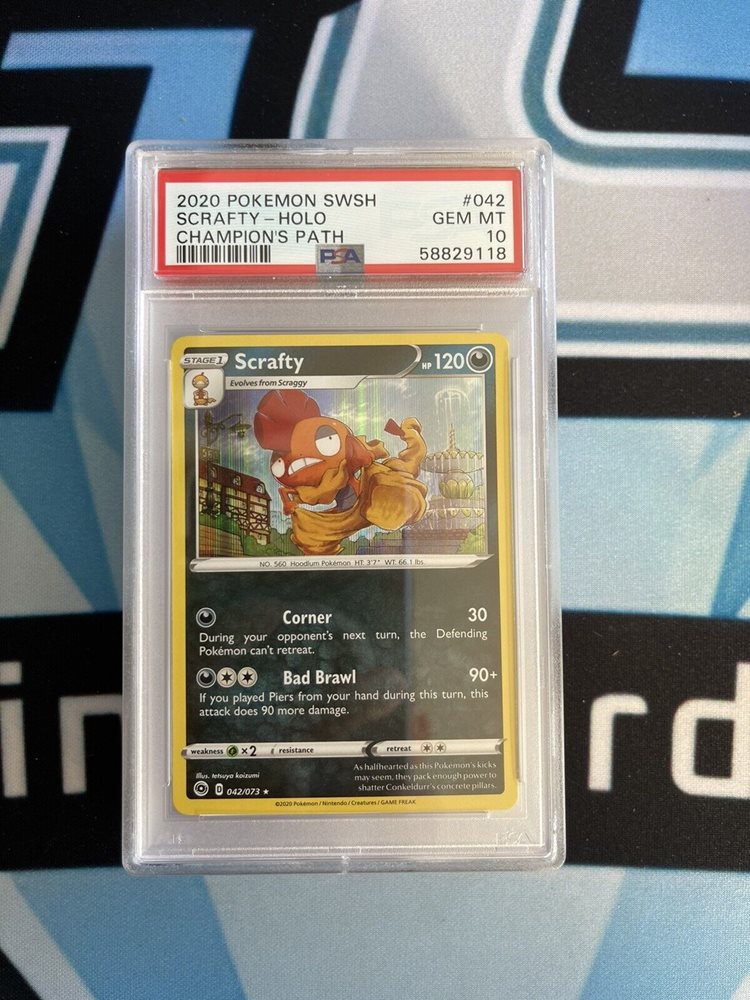 2020 POKEMON SWSH #042
SCRAFTY – HOLO GEM MT
CHAMPION'S PATH 10
PSA 58829118
STAGE 1 Scrafty HP 120
Evolves from Scraggy
NO. 560 Hoodlum Pokémon HT: 3'7" WT: 66.1 lbs.
Corner 30
During your opponent's next turn, the Defending
Pokémon can't retreat.
Bad Brawl 90+
If you played Piers from your hand during this turn, this
attack does 90 more damage.
weakness ×2 resistance retreat
As halfhearted as this Pokémon's kicks
may seem, they pack enough power to
shatter Conkeldurr's concrete pillars.
Illus. tetsuya koizumi
D 042/073 ★
©2020 Pokémon / Nintendo / Creatures / GAME FREAK
in
rd